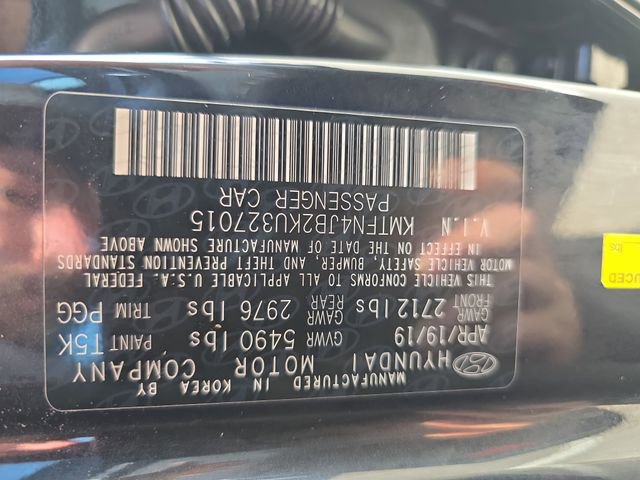 MANUFACTURED IN KOREA
HYUNDAI MOTOR COMPANY
APR/19/19 GAWR 5490 lbs PAINT T5K
GAWR FRONT 2712 lbs GAWR REAR 2976 lbs TRIM PGG
THIS VEHICLE CONFORMS TO ALL APPLICABLE U.S.A. FEDERAL
MOTOR VEHICLE SAFETY, BUMPER, AND THEFT PREVENTION STANDARDS
IN EFFECT ON THE DATE OF MANUFACTURE SHOWN ABOVE
V.I.N KMTFN4JB2KU327015
PASSENGER CAR
UCED